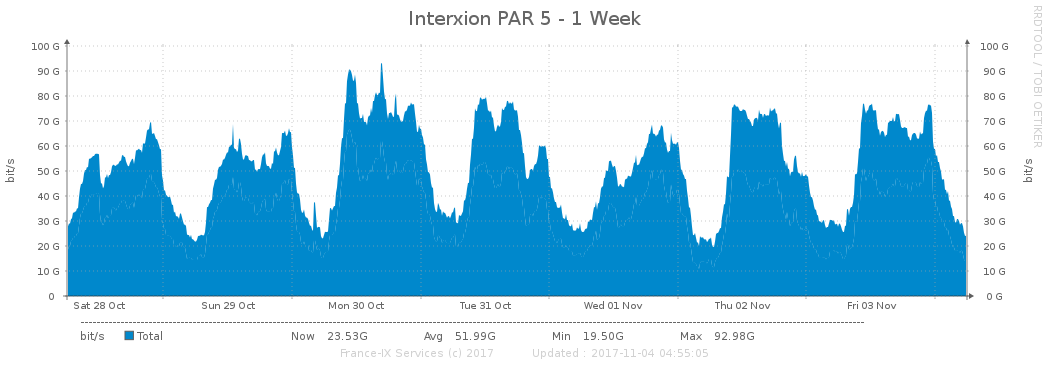 Interxion PAR 5 - 1 Week
RRDTOOL / TOBI OETIKER
bit/s
bit/s
100 G 100 G
90 G 90 G
80 G 80 G
70 G 70 G
60 G 60 G
50 G 50 G
40 G 40 G
30 G 30 G
20 G 20 G
10 G 10 G
0 0 G
Sat 28 Oct Sun 29 Oct Mon 30 Oct Tue 31 Oct Wed 01 Nov Thu 02 Nov Fri 03 Nov
bit/s Total Now 23.53G Avg 51.99G Min 19.50G Max 92.98G
France-IX Services (c) 2017 Updated : 2017-11-04 04:55:05